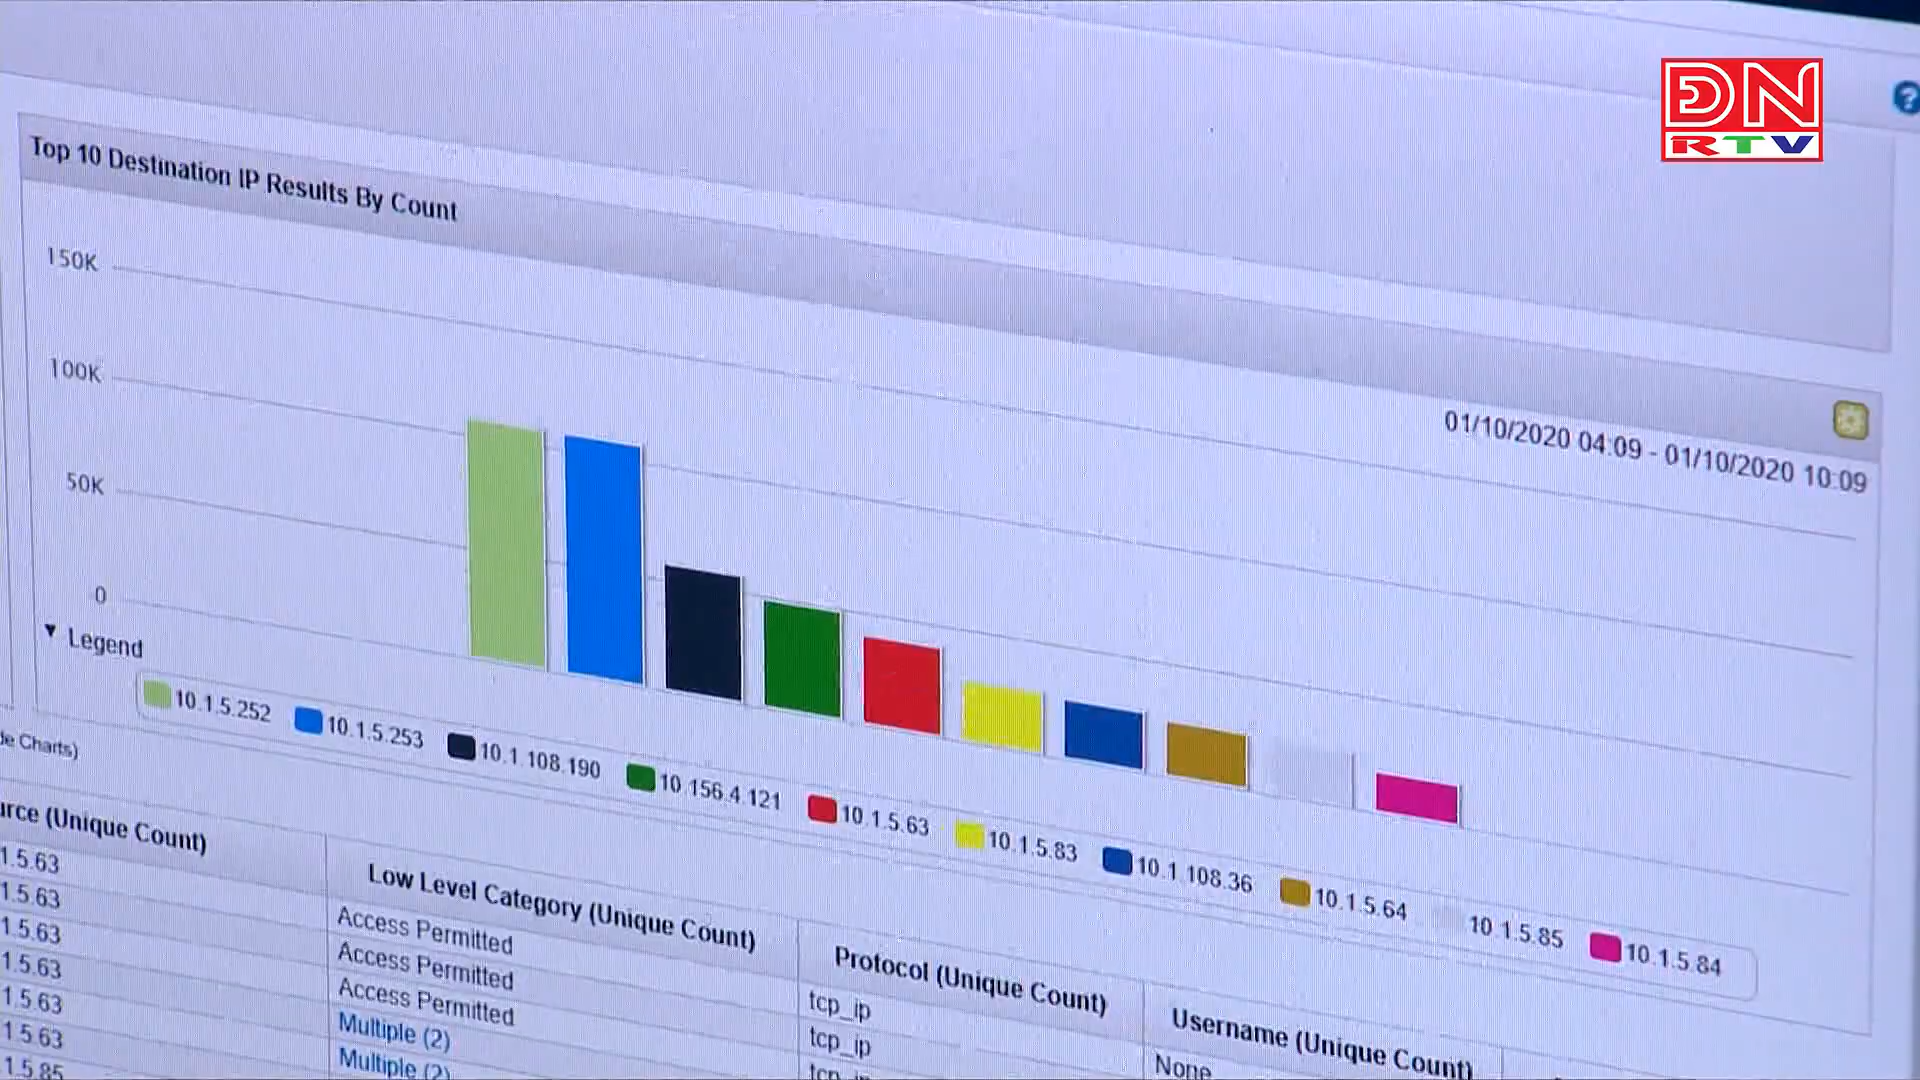 DN
RTV
?
Top 10 Destination IP Results By Count
01/10/2020 04:09 - 01/10/2020 10:09
150K
100K
50K
0
▼ Legend
10.1.5.252 10.1.5.253 10.1.108.190 10.156.4.121 10.1.5.63 10.1.5.83 10.1.108.36 10.1.5.64 10.1.5.85 10.1.5.84
Charts)
(Unique Count) Low Level Category (Unique Count) Protocol (Unique Count) Username (Unique Count)
1.5.63 Access Permitted tcp_ip None
1.5.63 Access Permitted tcp_ip
1.5.63 Access Permitted
1.5.63 Multiple (2)
1.5.63 Multiple (2)
1.5.63
1.5.85